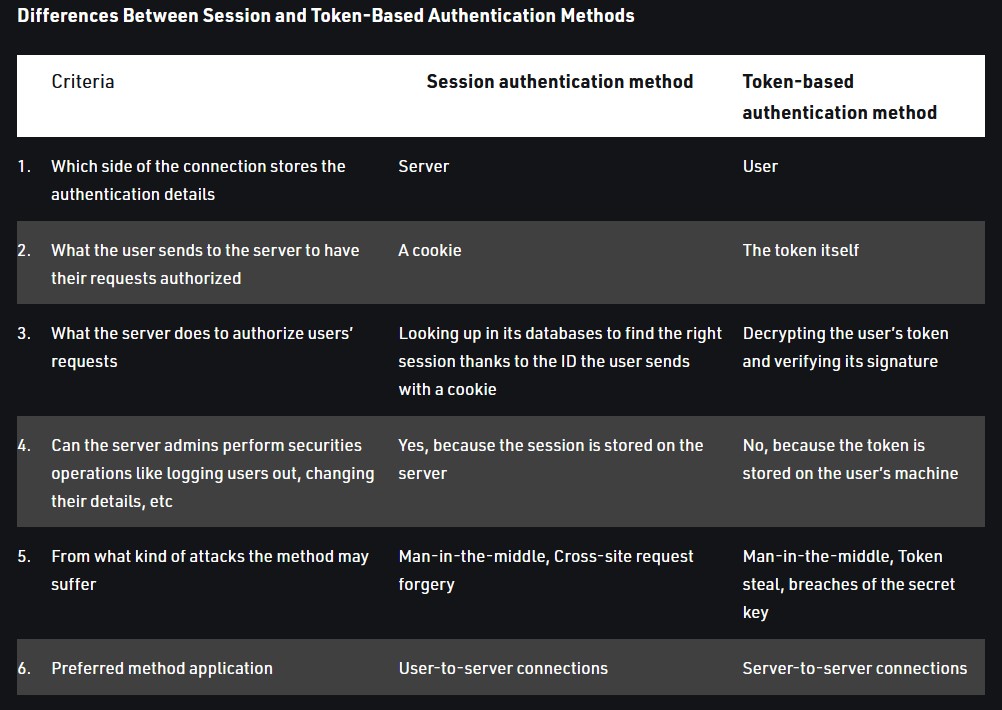 Differences Between Session and Token-Based Authentication Methods
Criteria
Session authentication method
Token-based
authentication method
1.
Which side of the connection stores the
authentication details
Server
User
2.
What the user sends to the server to have
their requests authorized
A cookie
The token itself
3.
What the server does to authorize users’
requests
Looking up in its databases to find the right
session thanks to the ID the user sends
with a cookie
Decrypting the user’s token
and verifying its signature
4.
Can the server admins perform securities
operations like logging users out, changing
their details, etc
Yes, because the session is stored on the
server
No, because the token is
stored on the user’s machine
5.
From what kind of attacks the method may
suffer
Man-in-the-middle, Cross-site request
forgery
Man-in-the-middle, Token
steal, breaches of the secret
key
6.
Preferred method application
User-to-server connections
Server-to-server connections